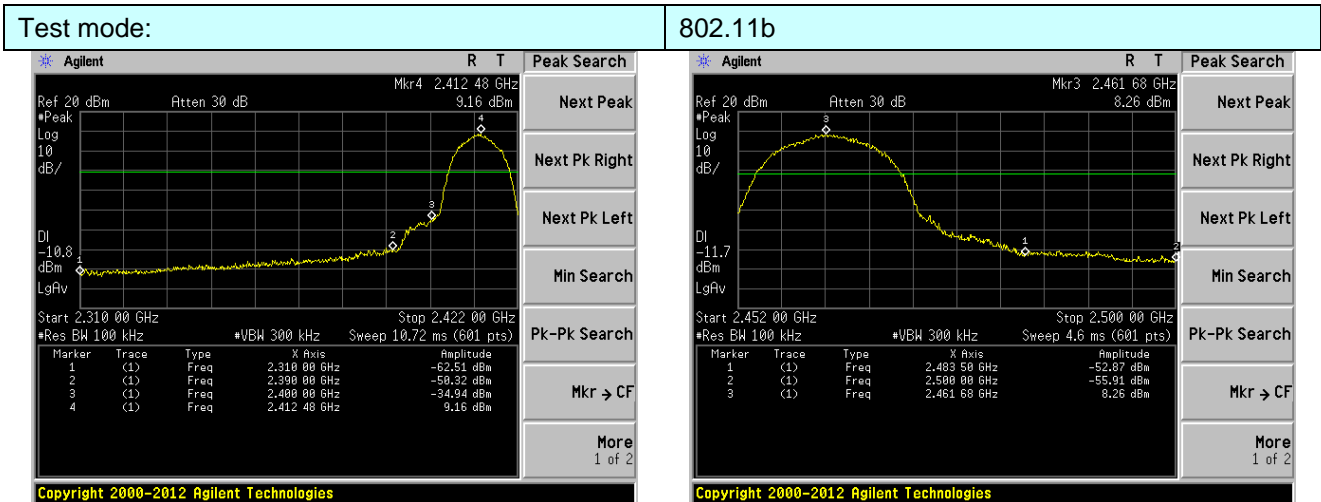 Test mode: 802.11b
Agilent R T Peak Search
Mkr4 2.412 48 GHz
Ref 20 dBm Atten 30 dB 9.16 dBm
#Peak
Log
10
dB/
4
3
2
1
DI
-10.8
dBm
LgAv
Start 2.310 00 GHz Stop 2.422 00 GHz
#Res BW 100 kHz #VBW 300 kHz Sweep 10.72 ms (601 pts)
Marker Trace Type X Axis Amplitude
1 (1) Freq 2.310 00 GHz -62.51 dBm
2 (1) Freq 2.390 00 GHz -50.32 dBm
3 (1) Freq 2.400 00 GHz -34.94 dBm
4 (1) Freq 2.412 48 GHz 9.16 dBm
Next Peak
Next Pk Right
Next Pk Left
Min Search
Pk-Pk Search
Mkr → CF
More
1 of 2
Copyright 2000-2012 Agilent Technologies
Agilent R T Peak Search
Mkr3 2.461 68 GHz
Ref 20 dBm Atten 30 dB 8.26 dBm
#Peak
Log
10
dB/
3
1
2
DI
-11.7
dBm
LgAv
Start 2.452 00 GHz Stop 2.500 00 GHz
#Res BW 100 kHz #VBW 300 kHz Sweep 4.6 ms (601 pts)
Marker Trace Type X Axis Amplitude
1 (1) Freq 2.483 50 GHz -52.87 dBm
2 (1) Freq 2.500 00 GHz -55.91 dBm
3 (1) Freq 2.461 68 GHz 8.26 dBm
Next Peak
Next Pk Right
Next Pk Left
Min Search
Pk-Pk Search
Mkr → CF
More
1 of 2
Copyright 2000-2012 Agilent Technologies